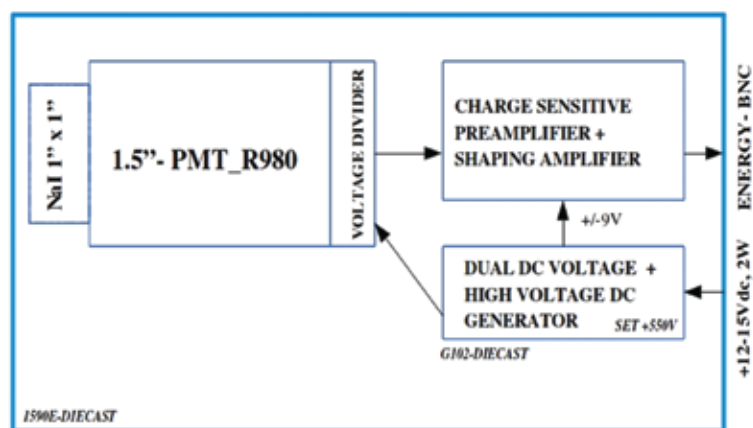 NaI 1” x 1”
1.5”- PMT_R980
VOLTAGE DIVIDER
CHARGE SENSITIVE
PREAMPLIFIER +
SHAPING AMPLIFIER
+/-9V
DUAL DC VOLTAGE +
HIGH VOLTAGE DC
GENERATOR
SET +550V
G102-DIECAST
1590E-DIECAST
ENERGY- BNC
+12-15Vdc, 2W